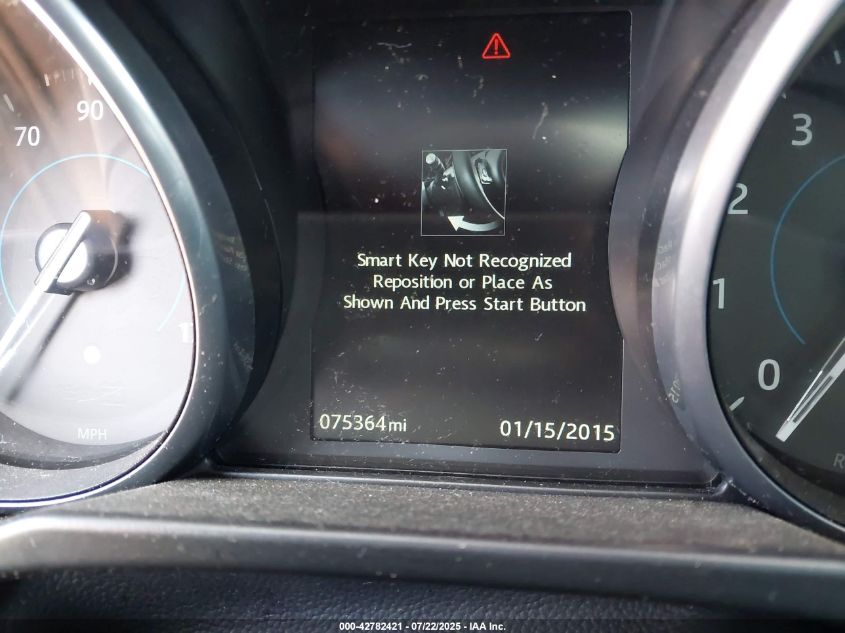 90
70
3
2
1
0
MPH
Smart Key Not Recognized
Reposition or Place As
Shown And Press Start Button
075364mi
01/15/2015
000-42782421 - 07/22/2025 - IAA Inc.